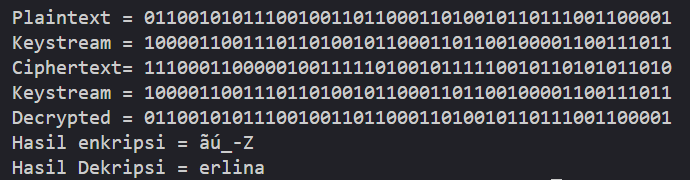 Plaintext = 011001010111001001101100011010010110111001100001
Keystream = 100001100111011010010110001101100100001100111011
Ciphertext= 111000110000010011111010010111110010110101011010
Keystream = 100001100111011010010110001101100100001100111011
Decrypted = 011001010111001001101100011010010110111001100001
Hasil enkripsi = ãú_-Z
Hasil Dekripsi = erlina